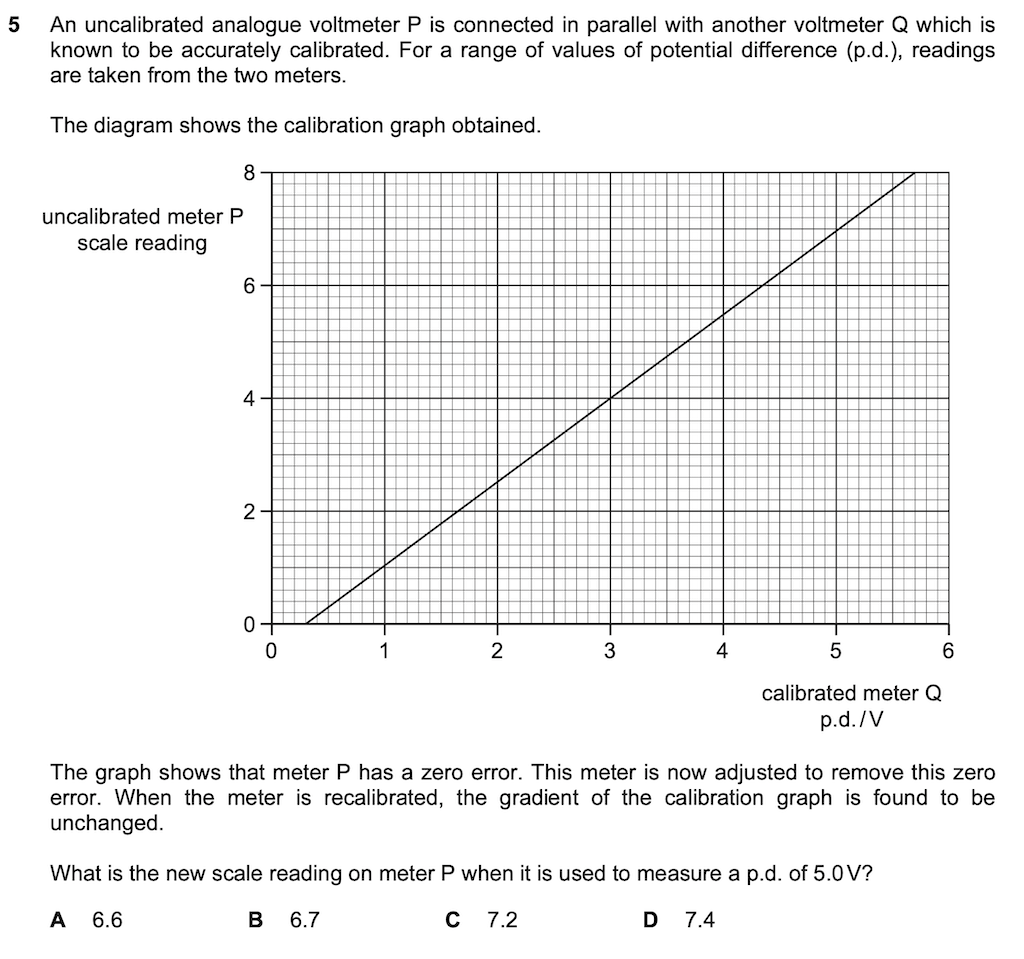 5 An uncalibrated analogue voltmeter P is connected in parallel with another voltmeter Q which is
known to be accurately calibrated. For a range of values of potential difference (p.d.), readings
are taken from the two meters.
The diagram shows the calibration graph obtained.
8
uncalibrated meter P
scale reading
6
4
2
0
0 1 2 3 4 5 6
calibrated meter Q
p.d. / V
The graph shows that meter P has a zero error. This meter is now adjusted to remove this zero
error. When the meter is recalibrated, the gradient of the calibration graph is found to be
unchanged.
What is the new scale reading on meter P when it is used to measure a p.d. of 5.0 V?
A 6.6 B 6.7 C 7.2 D 7.4